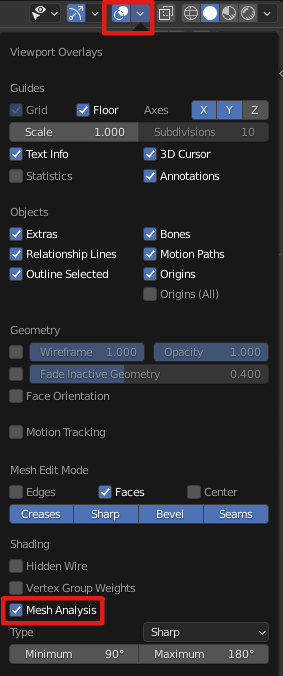 Viewport Overlays
Guides
Grid Floor Axes X Y Z
Scale 1.000 Subdivisions 10
Text Info 3D Cursor
Statistics Annotations
Objects
Extras Bones
Relationship Lines Motion Paths
Outline Selected Origins
Origins (All)
Geometry
Wireframe 1.000 Opacity 1.000
Fade Inactive Geometry 0.400
Face Orientation
Motion Tracking
Mesh Edit Mode
Edges Faces Center
Creases Sharp Bevel Seams
Shading
Hidden Wire
Vertex Group Weights
Mesh Analysis
Type Sharp
Minimum 90° Maximum 180°